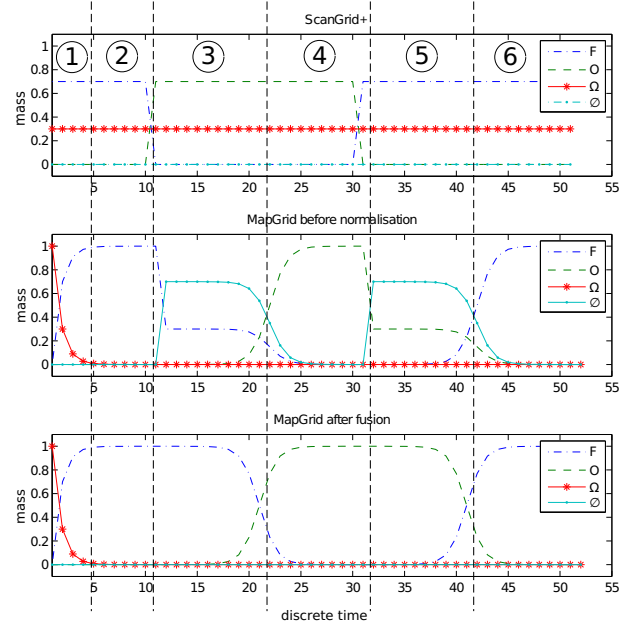 ScanGrid+
1 2 3 4 5 6
F
O
Ω
∅
mass
1
0.8
0.6
0.4
0.2
0
5 10 15 20 25 30 35 40 45 50 55
MapGrid before normalisation
F
O
Ω
∅
mass
1
0.8
0.6
0.4
0.2
0
5 10 15 20 25 30 35 40 45 50 55
MapGrid after fusion
F
O
Ω
∅
mass
1
0.8
0.6
0.4
0.2
0
5 10 15 20 25 30 35 40 45 50 55
discrete time